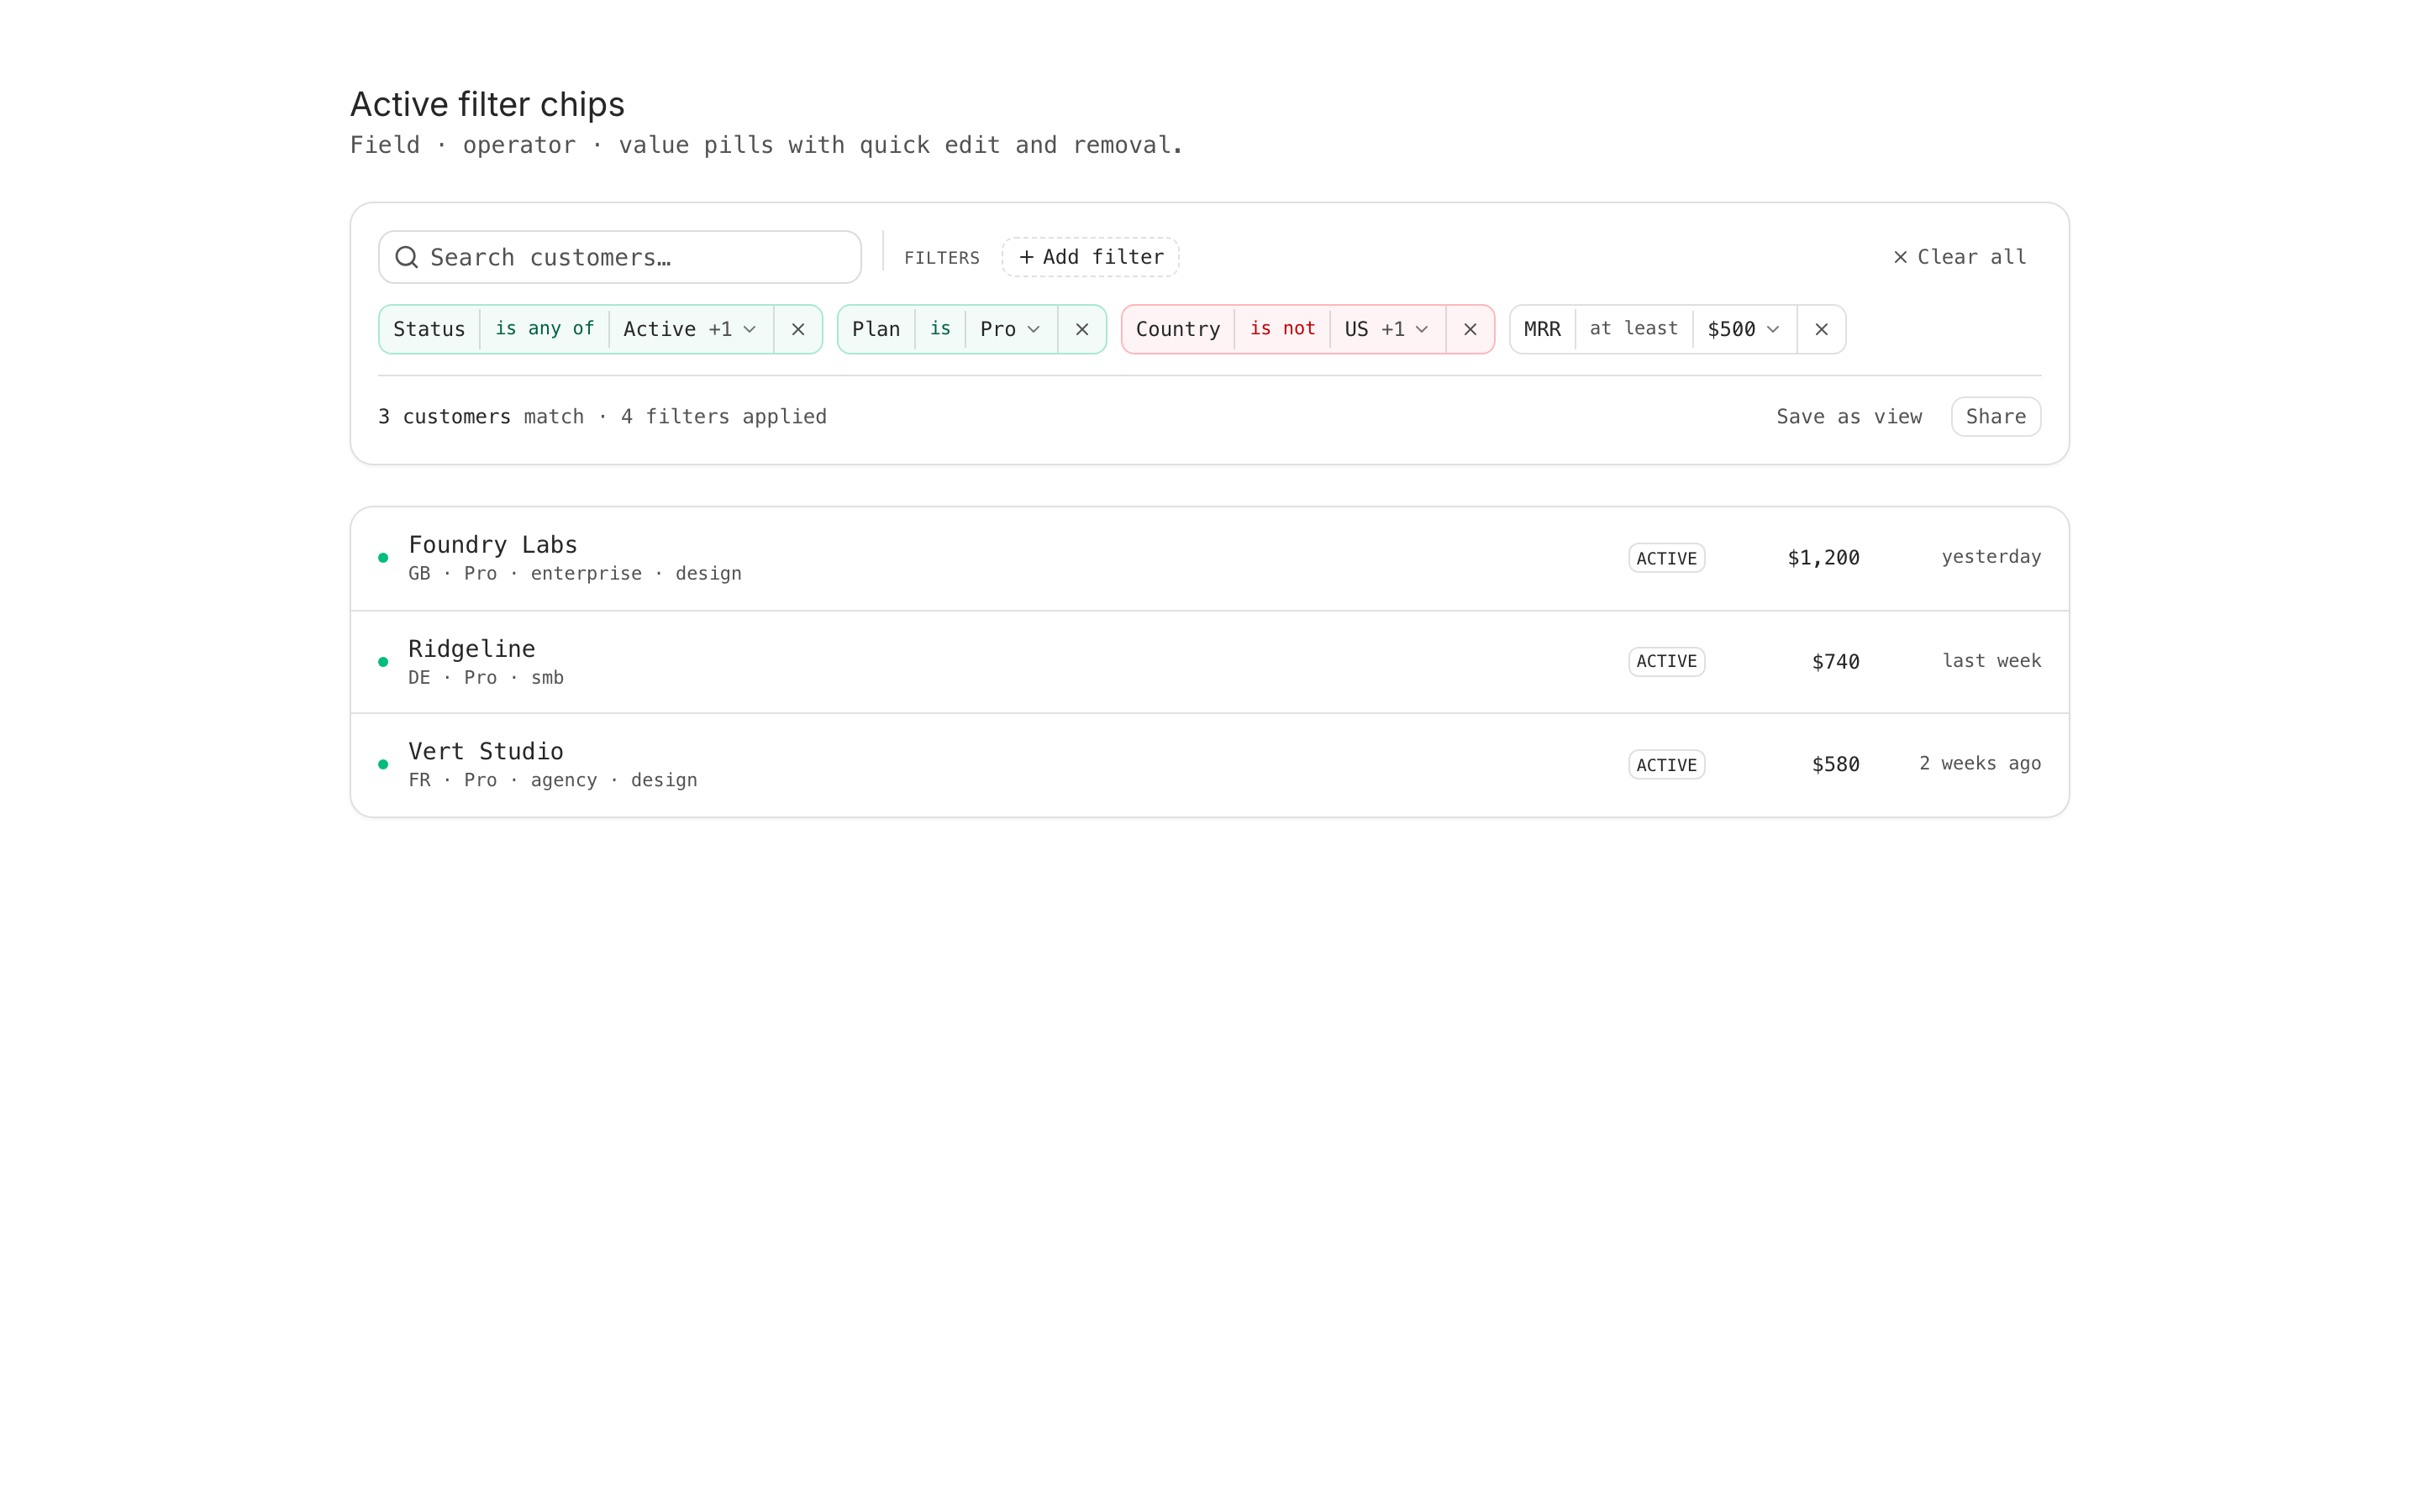 Active filter chips
Field · operator · value pills with quick edit and removal.
Search customers…
FILTERS
+ Add filter
Clear all
Status is any of Active +1
Plan is Pro
Country is not US +1
MRR at least $500
3 customers match · 4 filters applied
Save as view
Share
Foundry Labs
GB · Pro · enterprise · design
ACTIVE
$1,200
yesterday
Ridgeline
DE · Pro · smb
ACTIVE
$740
last week
Vert Studio
FR · Pro · agency · design
ACTIVE
$580
2 weeks ago